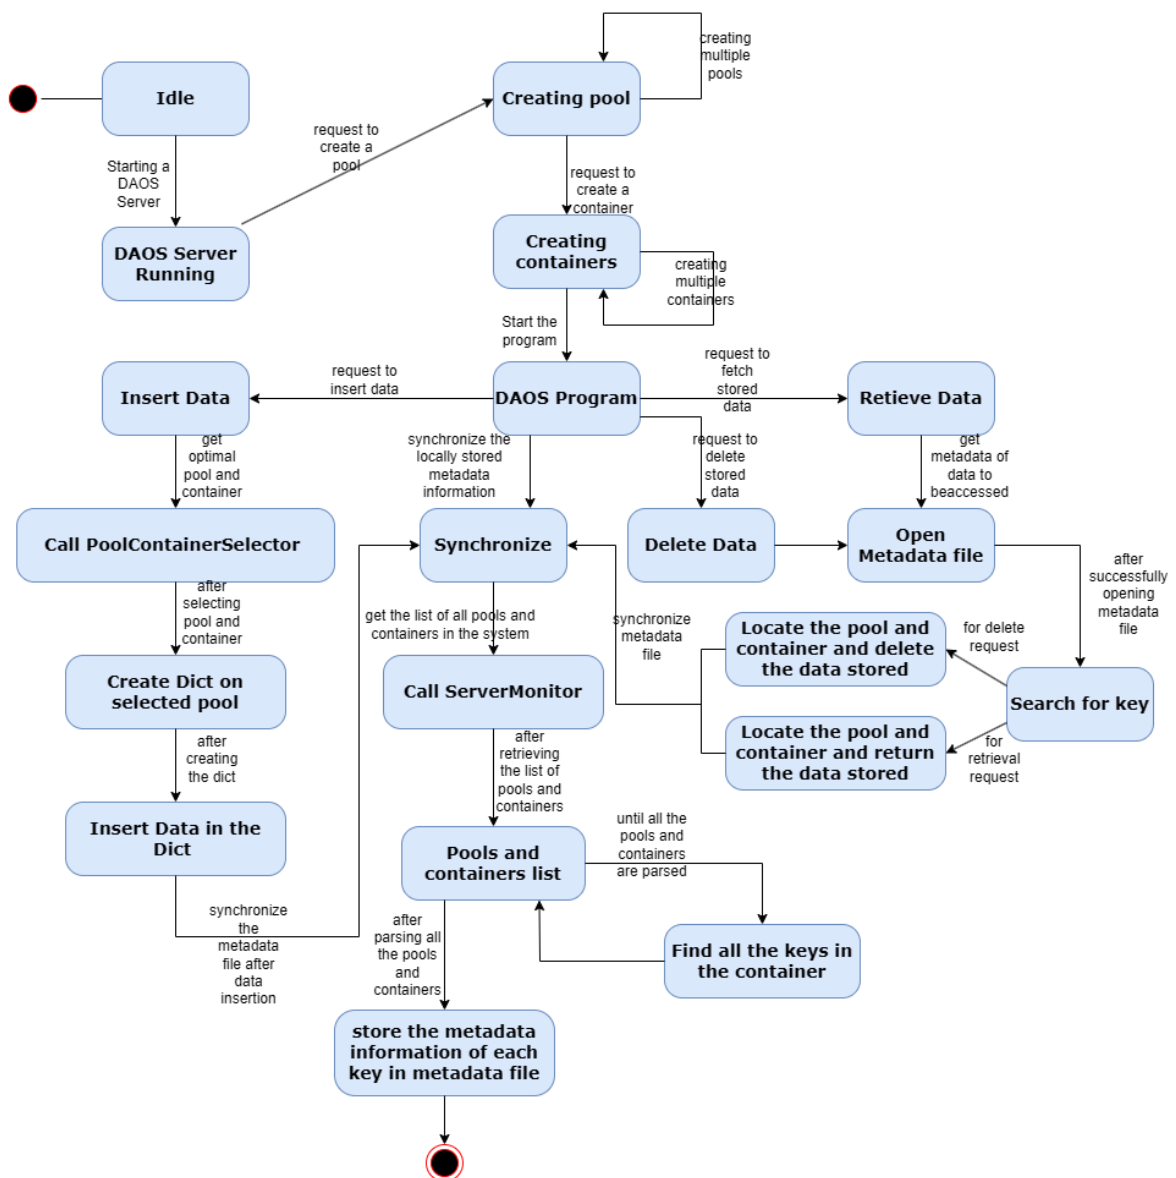 Idle
Creating pool
creating
multiple
pools
request to
create a
pool
Starting a
DAOS
Server
request to
create a
container
DAOS Server
Running
Creating
containers
creating
multiple
containers
Start the
program
Insert Data
request to
insert data
DAOS Program
request to
fetch
stored
data
Retieve Data
get
optimal
pool and
container
synchronize the
locally stored
metadata
information
request to
delete
stored
data
get
metadata of
data to
beaccessed
Call PoolContainerSelector
Synchronize
Delete Data
Open
Metadata file
after
successfully
opening
metadata
file
after
selecting
pool and
container
get the list of all pools and
containers in the system
synchronize
metadata
file
Locate the pool and
container and delete
the data stored
for delete
request
Create Dict on
selected pool
Call ServerMonitor
Search for key
Locate the pool and
container and return
the data stored
for
retrieval
request
after
creating
the dict
after
retrieving
the list of
pools and
containers
Insert Data in the
Dict
Pools and
containers list
until all the
pools and
containers
are parsed
synchronize
the
metadata
file after
data
insertion
after
parsing all
the pools
and
containers
Find all the keys in
the container
store the metadata
information of each
key in metadata file